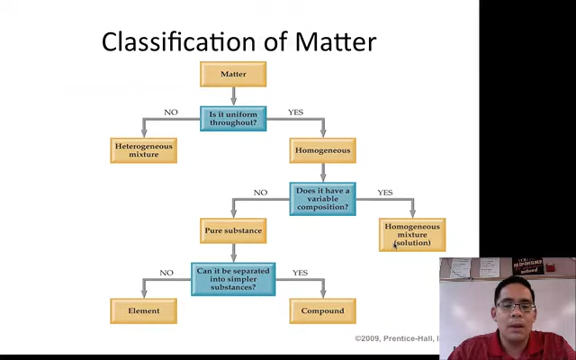 Classification of Matter
Matter
Is it uniform
throughout?
NO
YES
Heterogeneous
mixture
Homogeneous
Does it have a
variable
composition?
NO
YES
Pure substance
Homogeneous
mixture
(solution)
Can it be separated
into simpler
substances?
NO
YES
Element
Compound
©2009, Prentice-Hall, I